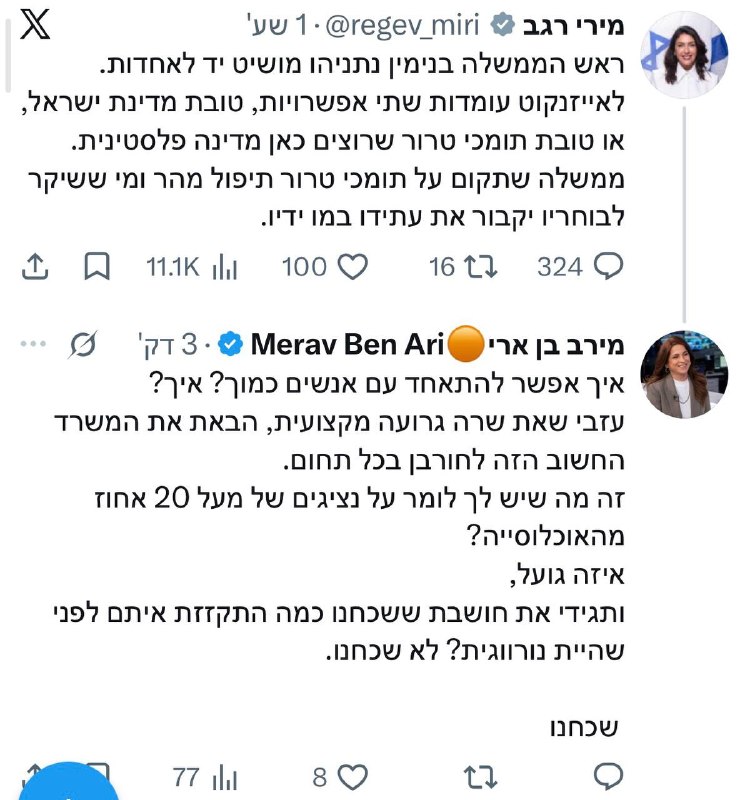 מירי רגב @regev_miri · 1 שע'
ראש הממשלה בנימין נתניהו מושיט יד לאחדות.
לאייזנקוט עומדות שתי אפשרויות, טובת מדינת ישראל,
או טובת תומכי טרור שרוצים כאן מדינה פלסטינית.
ממשלה שתקום על תומכי טרור תיפול מהר ומי ששיקר
לבוחריו יקבור את עתידו במו ידיו.
324 16 100 11.1K
מירב בן ארי🟠Merav Ben Ari · 3 דק'
איך אפשר להתאחד עם אנשים כמוך? איך?
עזבי שאת שרה גרועה מקצועית, הבאת את המשרד
החשוב הזה לחורבן בכל תחום.
זה מה שיש לך לומר על נציגים של מעל 20 אחוז
מהאוכלוסייה?
איזה גועל,
ותגידי את חושבת ששכחנו כמה התקזזת איתם לפני
שהיית נורווגית? לא שכחנו.
שכחנו
8 77